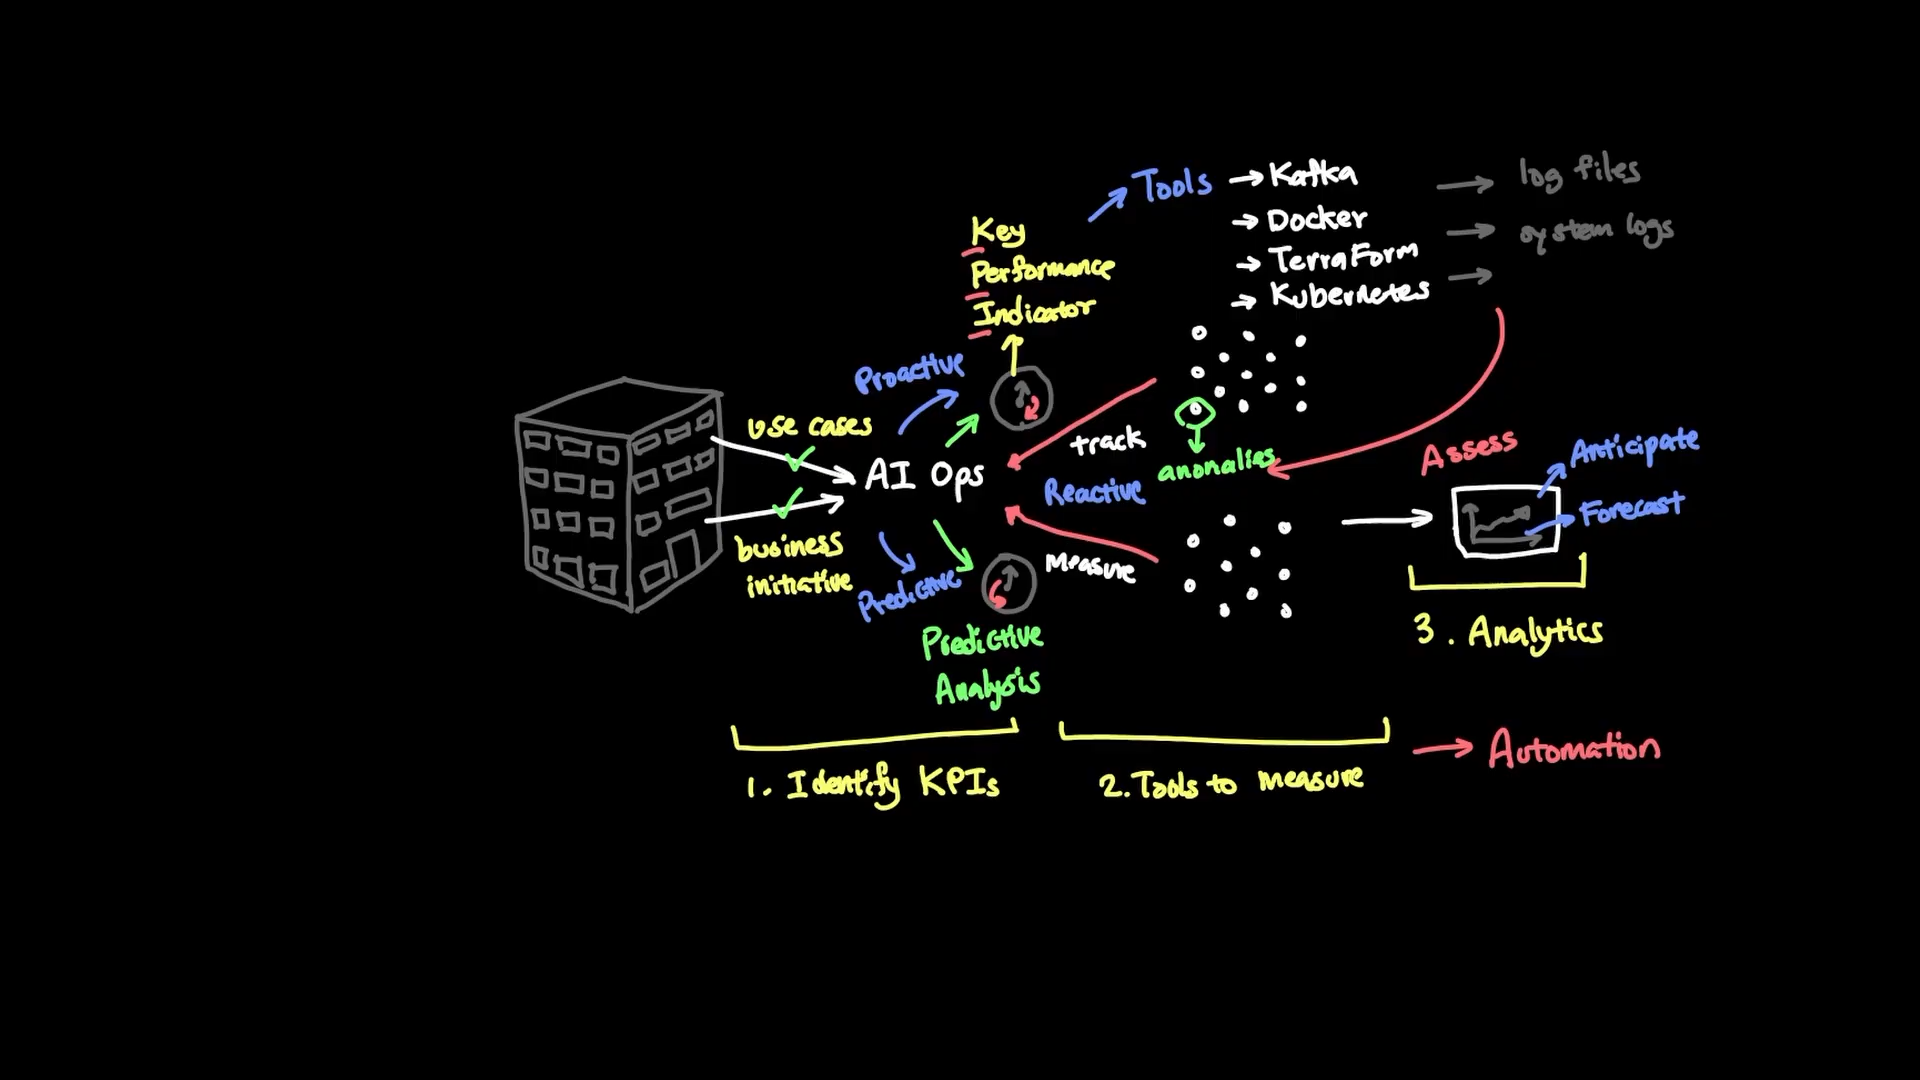 Tools → Kafka → log files
→ Docker → system logs
→ TerraForm
→ Kubernetes →
Key
Performance
Indicator
Proactive
use cases
AI Ops
track
anonalies
Reactive
measure
business
initiative
Predictive
Predictive
Analysis
Assess
Anticipate
Forecast
3. Analytics
→ Automation
1. Identify KPIs
2. Tools to measure